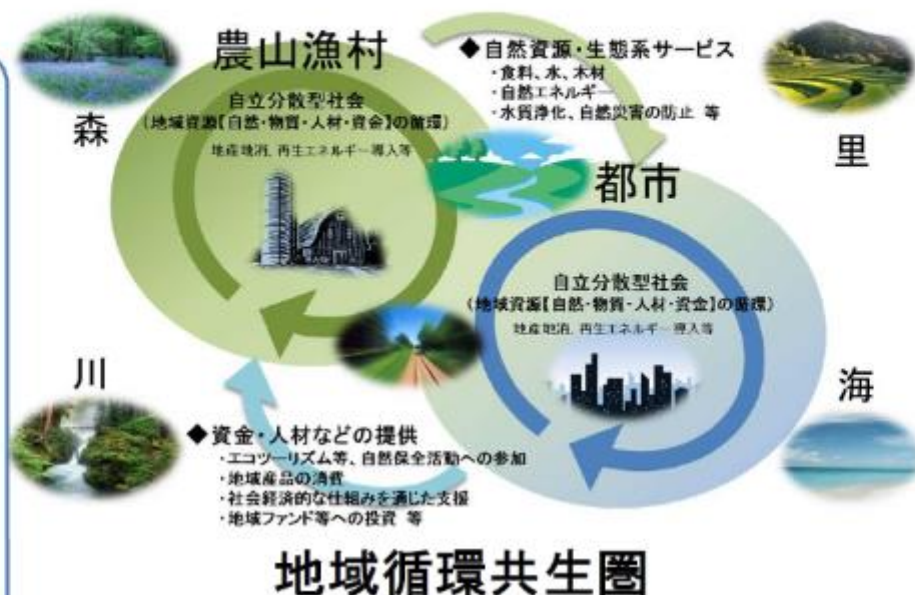 農山漁村
自立分散型社会
(地域資源【自然・物質・人材・資金】の循環)
地産地消、再生エネルギー導入等
森
◆自然資源・生態系サービス
・食料、水、木材
・自然エネルギー
・水質浄化、自然災害の防止 等
里
都市
自立分散型社会
(地域資源【自然・物質・人材・資金】の循環)
地産地消、再生エネルギー導入等
川
海
◆資金・人材などの提供
・エコツーリズム等、自然保全活動への参加
・地域産品の消費
・社会経済的な仕組みを通じた支援
・地域ファンド等への投資 等
地域循環共生圏